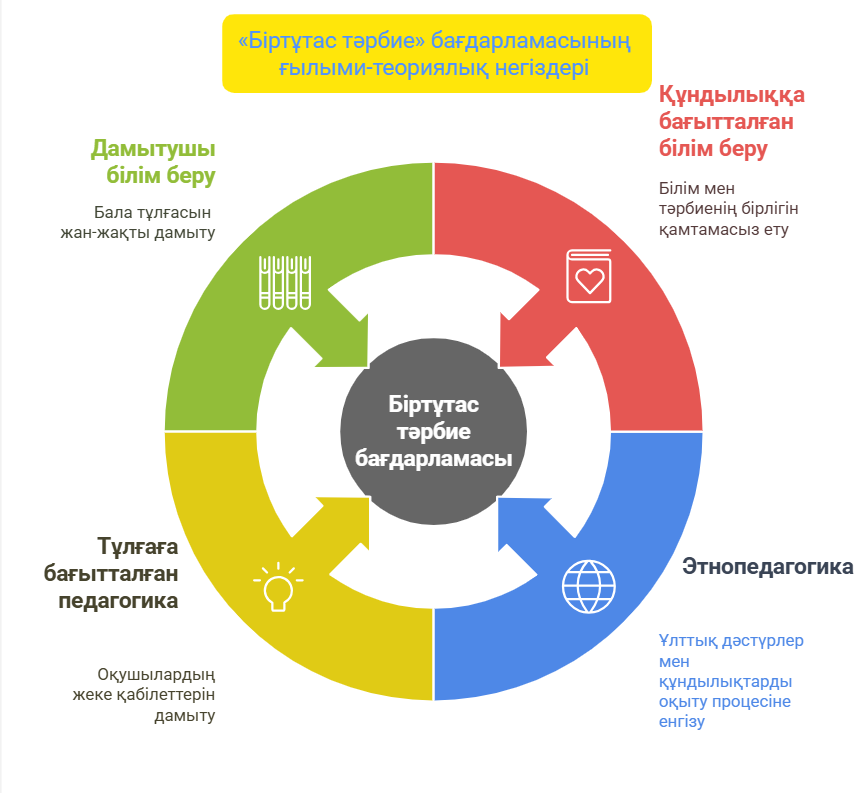 «Біртұтас тәрбие» бағдарламасының
ғылыми-теориялық негіздері
Дамытушы
білім беру
Бала тұлғасын
жан-жақты дамыту
Құндылыққа
бағытталған
білім беру
Білім мен
тәрбиенің бірлігін
қамтамасыз ету
Біртұтас
тәрбие
бағдарламасы
Тұлғаға
бағытталған
педагогика
Оқушылардың
жеке қабілеттерін
дамыту
Этнопедагогика
Ұлттық дәстүрлер
мен
құндылықтарды
оқыту процесіне
енгізу